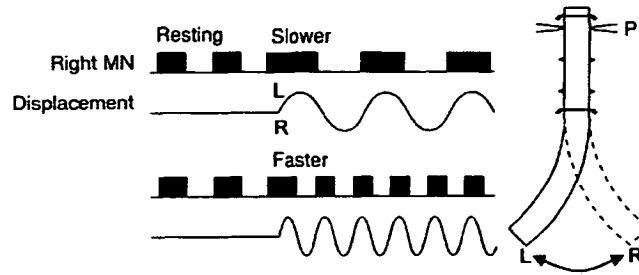 Resting Slower
Right MN
Displacement
L
R
Faster
P
L R